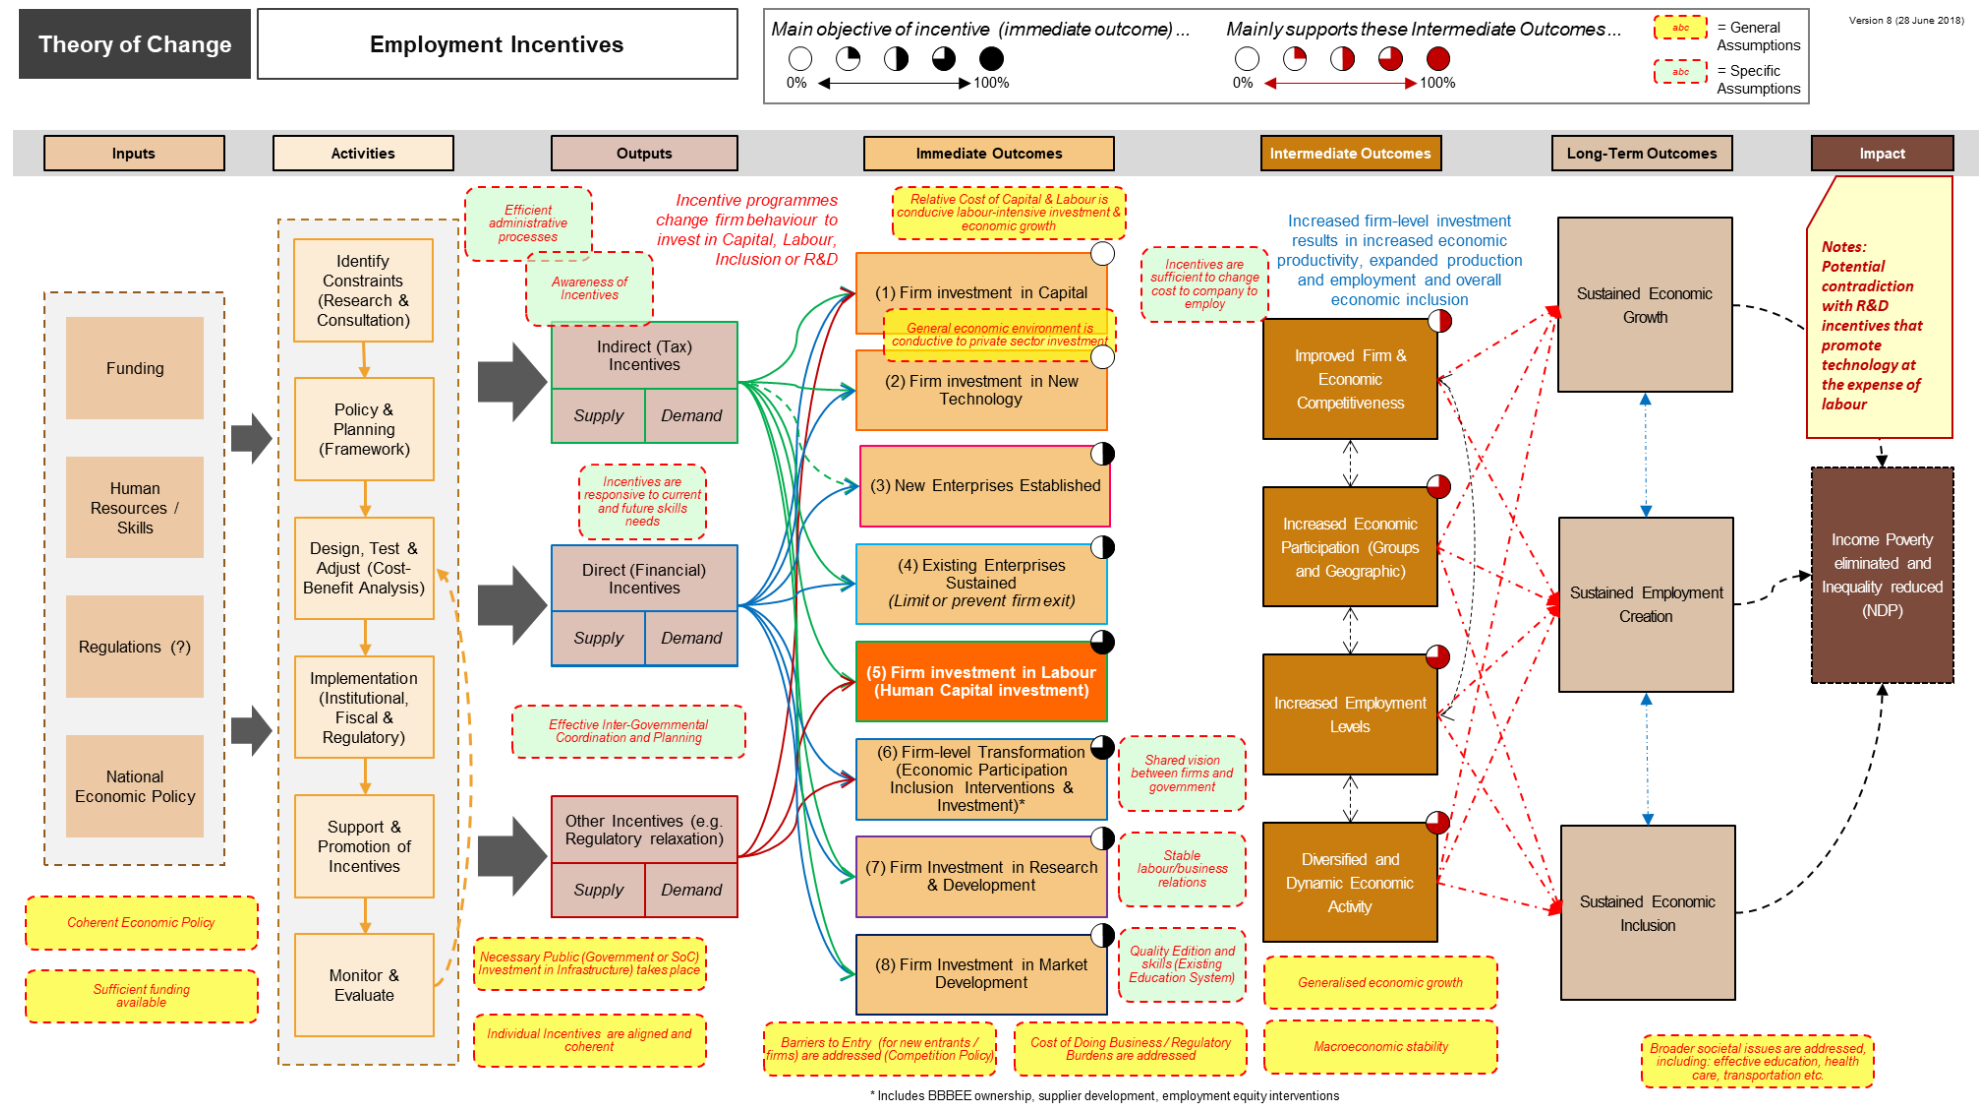 Theory of Change
Employment Incentives
Main objective of incentive (immediate outcome) ...
0%
100%
Mainly supports these Intermediate Outcomes...
0%
100%
abc
= General
Assumptions
abc
= Specific
Assumptions
Version 8 (28 June 2018)
Inputs
Activities
Outputs
Immediate Outcomes
Intermediate Outcomes
Long-Term Outcomes
Impact
Funding
Human
Resources /
Skills
Regulations (?)
National
Economic Policy
Coherent Economic Policy
Sufficient funding
available
Identify
Constraints
(Research &
Consultation)
Policy &
Planning
(Framework)
Design, Test &
Adjust (Cost-
Benefit Analysis)
Implementation
(Institutional,
Fiscal &
Regulatory)
Support &
Promotion of
Incentives
Monitor &
Evaluate
Efficient
administrative
processes
Awareness of
Incentives
Incentive programmes
change firm behaviour to
invest in Capital, Labour,
Inclusion or R&D
Indirect (Tax)
Incentives
Supply
Demand
Incentives are
responsive to current
and future skills
needs
Direct (Financial)
Incentives
Supply
Demand
Effective Inter-Governmental
Coordination and Planning
Other Incentives (e.g.
Regulatory relaxation)
Supply
Demand
Necessary Public (Government or SoC)
Investment in Infrastructure) takes place
Individual Incentives are aligned and
coherent
Relative Cost of Capital & Labour is
conducive labour-intensive investment &
economic growth
(1) Firm investment in Capital
General economic environment is
conductive to private sector investment
(2) Firm investment in New
Technology
(3) New Enterprises Established
(4) Existing Enterprises
Sustained
(Limit or prevent firm exit)
(5) Firm investment in Labour
(Human Capital investment)
(6) Firm-level Transformation
(Economic Participation
Inclusion Interventions &
Investment)*
(7) Firm Investment in Research
& Development
(8) Firm Investment in Market
Development
Barriers to Entry (for new entrants /
firms) are addressed (Competition Policy)
Cost of Doing Business / Regulatory
Burdens are addressed
Incentives are
sufficient to change
cost to company to
employ
Shared vision
between firms and
government
Stable
labour/business
relations
Quality Edition and
skills (Existing
Education System)
Increased firm-level investment
results in increased economic
productivity, expanded production
and employment and overall
economic inclusion
Improved Firm &
Economic
Competitiveness
Increased Economic
Participation (Groups
and Geographic)
Increased Employment
Levels
Diversified and
Dynamic Economic
Activity
Generalised economic growth
Macroeconomic stability
Sustained Economic
Growth
Sustained Employment
Creation
Sustained Economic
Inclusion
Broader societal issues are addressed,
including: effective education, health
care, transportation etc.
Notes:
Potential
contradiction
with R&D
incentives that
promote
technology at
the expense of
labour
Income Poverty
eliminated and
Inequality reduced
(NDP)
* Includes BBBEE ownership, supplier development, employment equity interventions